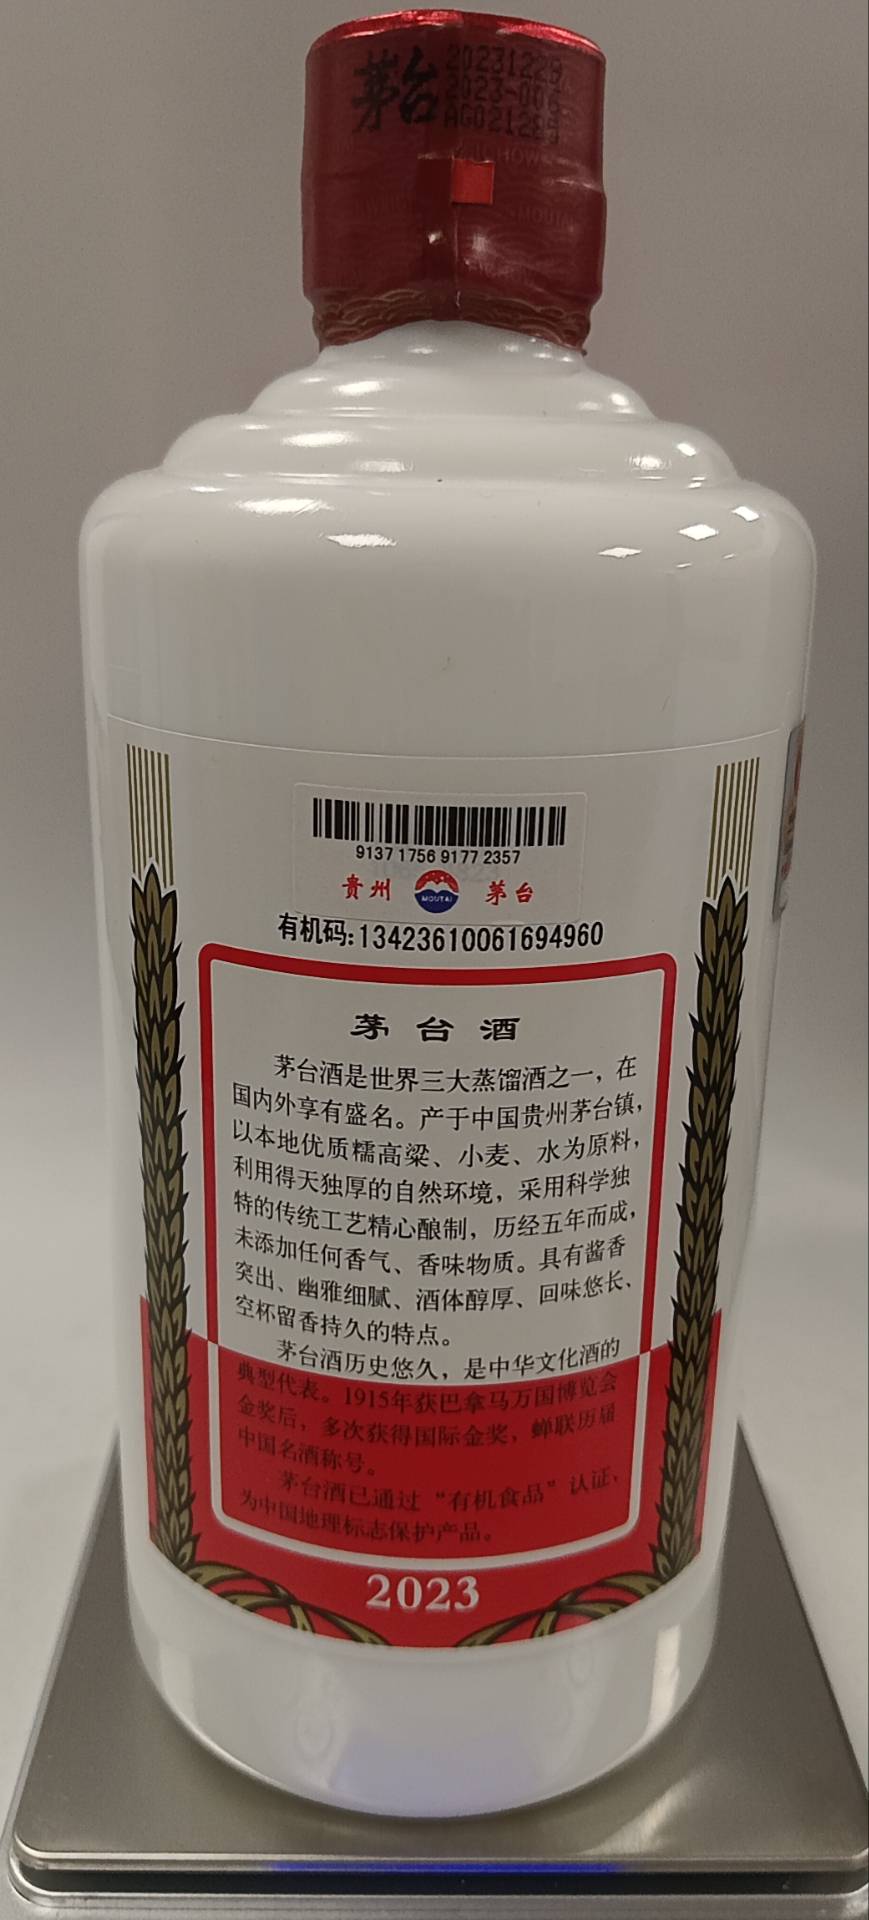 茅台
20231228
2023-00
AG02122
9137 1756 9177 2357
贵州
MOUTAI
茅台
有机码:13423610061694960
茅台酒
茅台酒是世界三大蒸馏酒之一，在
国内外享有盛名。产于中国贵州茅台镇，
以本地优质糯高粱、小麦、水为原料，
利用得天独厚的自然环境，采用科学独
特的传统工艺精心酿制，历经五年而成，
未添加任何香气、香味物质。具有酱香
突出、幽雅细腻、酒体醇厚、回味悠长、
空杯留香持久的特点。
茅台酒历史悠久，是中华文化酒的
典型代表。1915年获巴拿马万国博览会
金奖后，多次获得国际金奖，蝉联历届
中国名酒称号。
茅台酒已通过“有机食品”认证，
为中国地理标志保护产品。
2023